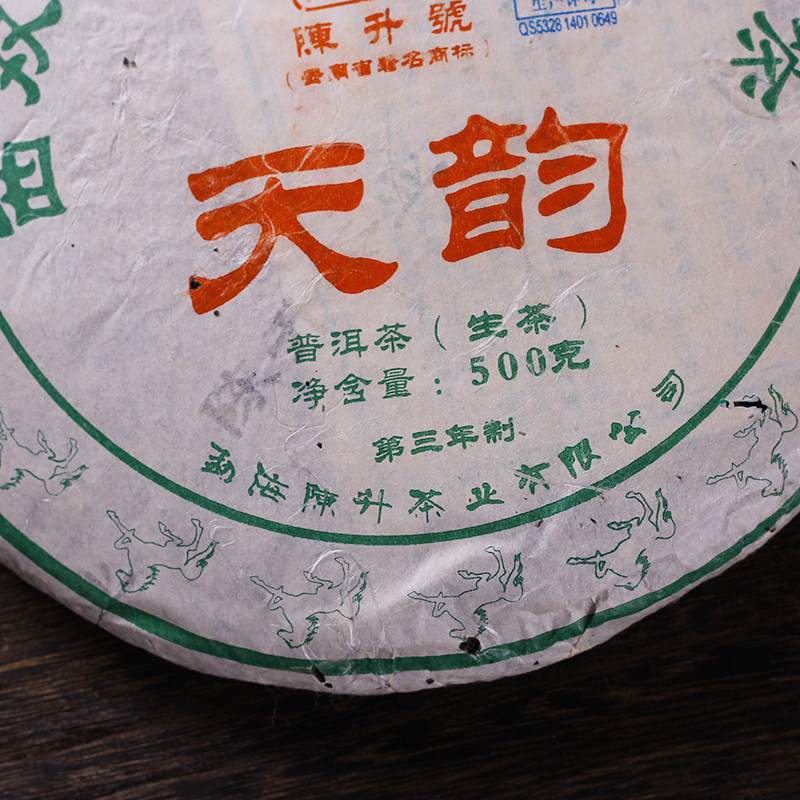 陳升號
QS5328 1401 0649
（雲南省著名商标）
茶
天韵
普洱茶（生茶）
净含量：500克
第三年制
勐海陳升茶业有限公司